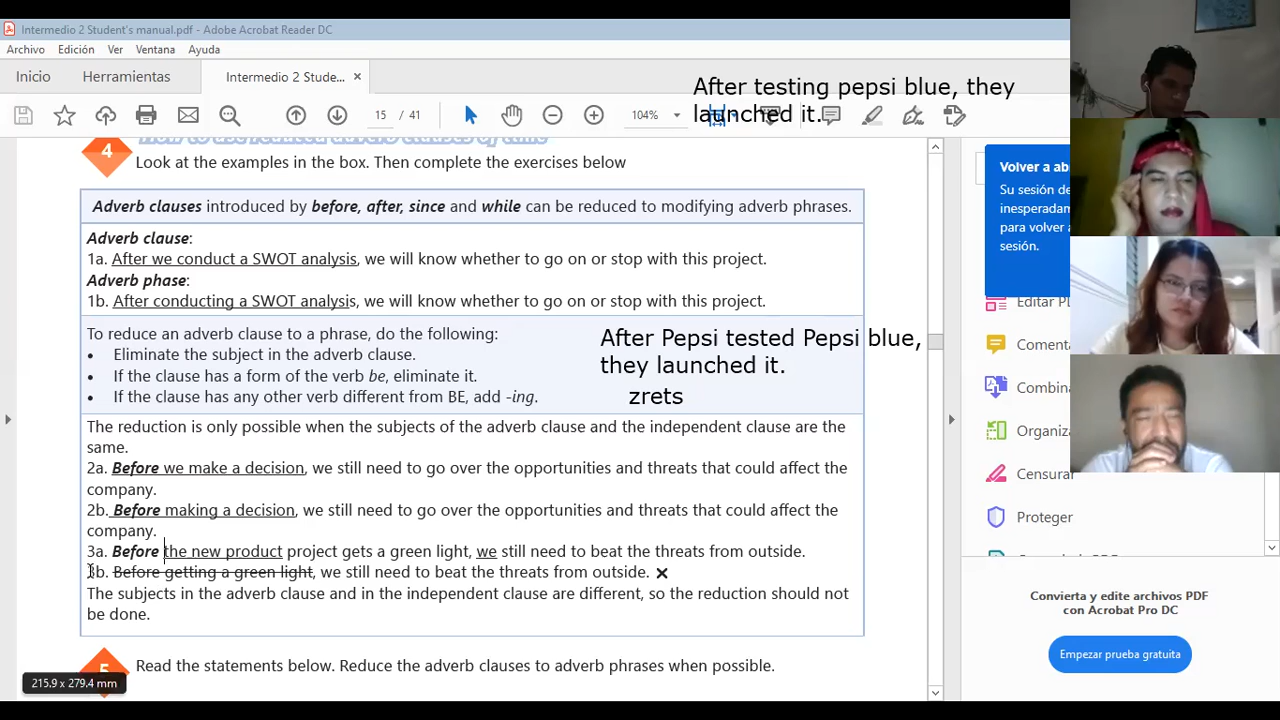 Intermedio 2 Student's manual.pdf - Adobe Acrobat Reader DC
Archivo Edición Ver Ventana Ayuda
Inicio Herramientas Intermedio 2 Stude... ×
After testing pepsi blue, they
launched it.
15 / 41 104%
4 How to use reduced adverb clauses of time
Look at the examples in the box. Then complete the exercises below
Adverb clauses introduced by before, after, since and while can be reduced to modifying adverb phrases.
Adverb clause:
1a. After we conduct a SWOT analysis, we will know whether to go on or stop with this project.
Adverb phase:
1b. After conducting a SWOT analysis, we will know whether to go on or stop with this project.
To reduce an adverb clause to a phrase, do the following:
• Eliminate the subject in the adverb clause.
• If the clause has a form of the verb be, eliminate it.
• If the clause has any other verb different from BE, add -ing.
After Pepsi tested Pepsi blue,
they launched it.
zrets
The reduction is only possible when the subjects of the adverb clause and the independent clause are the
same.
2a. Before we make a decision, we still need to go over the opportunities and threats that could affect the
company.
2b. Before making a decision, we still need to go over the opportunities and threats that could affect the
company.
3a. Before the new product project gets a green light, we still need to beat the threats from outside.
3b. Before getting a green light, we still need to beat the threats from outside. ×
The subjects in the adverb clause and in the independent clause are different, so the reduction should not
be done.
5 Read the statements below. Reduce the adverb clauses to adverb phrases when possible.
215.9 x 279.4 mm
Volver a ab
Su sesión de
inesperadam
para volver a
sesión.
Editar PD
Coment
Combina
Organiza
Censurar
Proteger
Convierta y edite archivos PDF
con Acrobat Pro DC
Empezar prueba gratuita